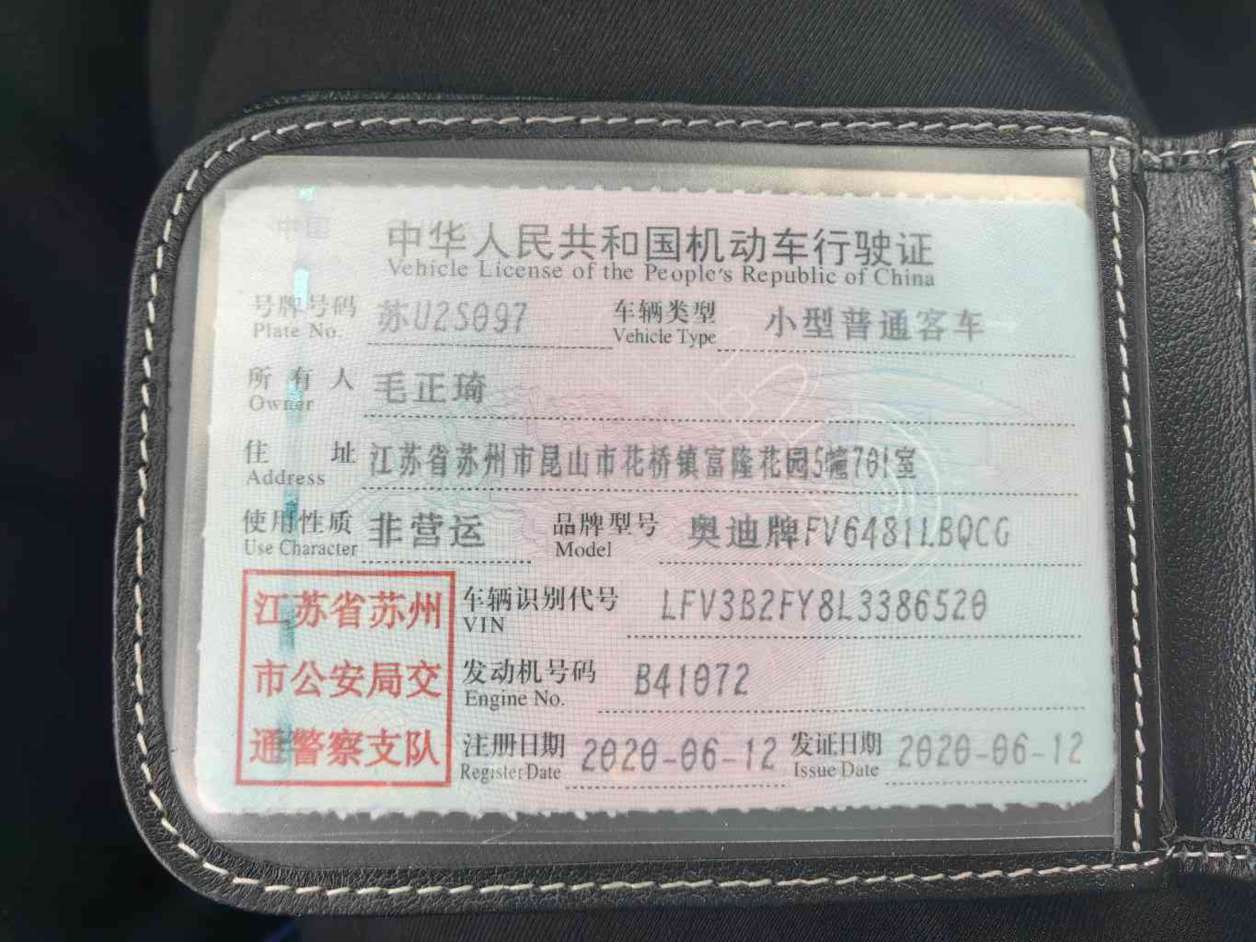 中华人民共和国机动车行驶证
Vehicle License of the People's Republic of China
号牌号码 苏U2S097 车辆类型 小型普通客车
Plate No. Vehicle Type
所有人 毛正琦
Owner
住址 江苏省苏州市昆山市花桥镇富隆花园5幢701室
Address
使用性质 非营运 品牌型号 奥迪牌FV6481LBQCG
Use Character Model
江苏省苏州
市公安局交
通警察支队
车辆识别代号 LFV3B2FY8L3386520
VIN
发动机号码 B41072
Engine No.
注册日期 2020-06-12 发证日期 2020-06-12
Register Date Issue Date